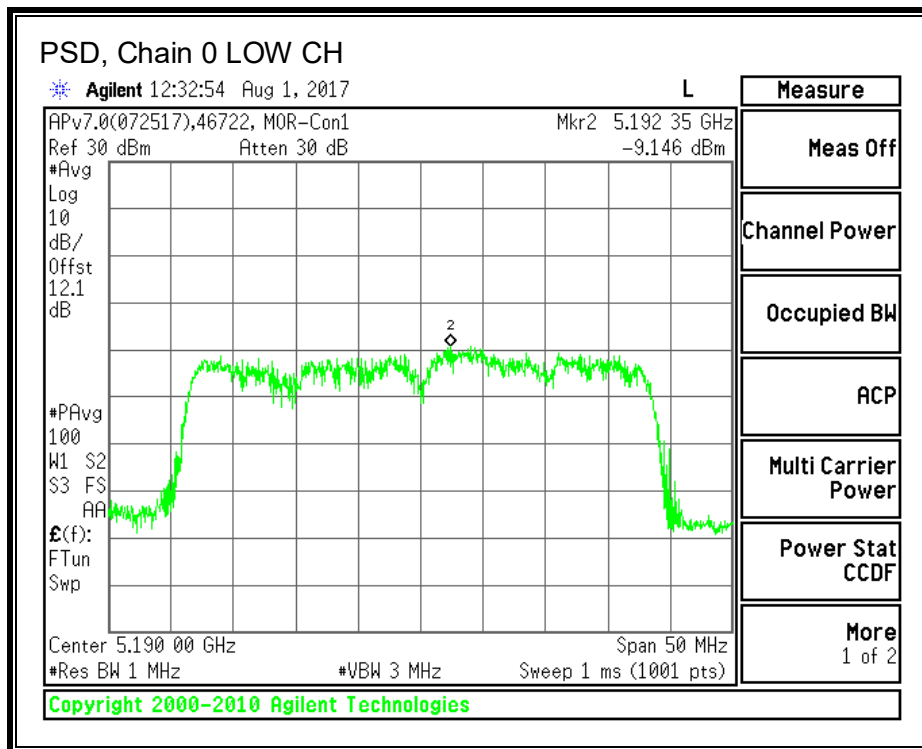 PSD, Chain 0 LOW CH
Agilent 12:32:54 Aug 1, 2017 L
Measure
APv7.0(072517),46722, MOR-Con1 Mkr2 5.192 35 GHz
Ref 30 dBm Atten 30 dB -9.146 dBm
#Avg
Log
10
dB/
Offst
12.1
dB
2
#PAvg
100
W1 S2
S3 FS
AA
£(f):
FTun
Swp
Center 5.190 00 GHz Span 50 MHz
#Res BW 1 MHz #VBW 3 MHz Sweep 1 ms (1001 pts)
Meas Off
Channel Power
Occupied BW
ACP
Multi Carrier
Power
Power Stat
CCDF
More
1 of 2
Copyright 2000-2010 Agilent Technologies